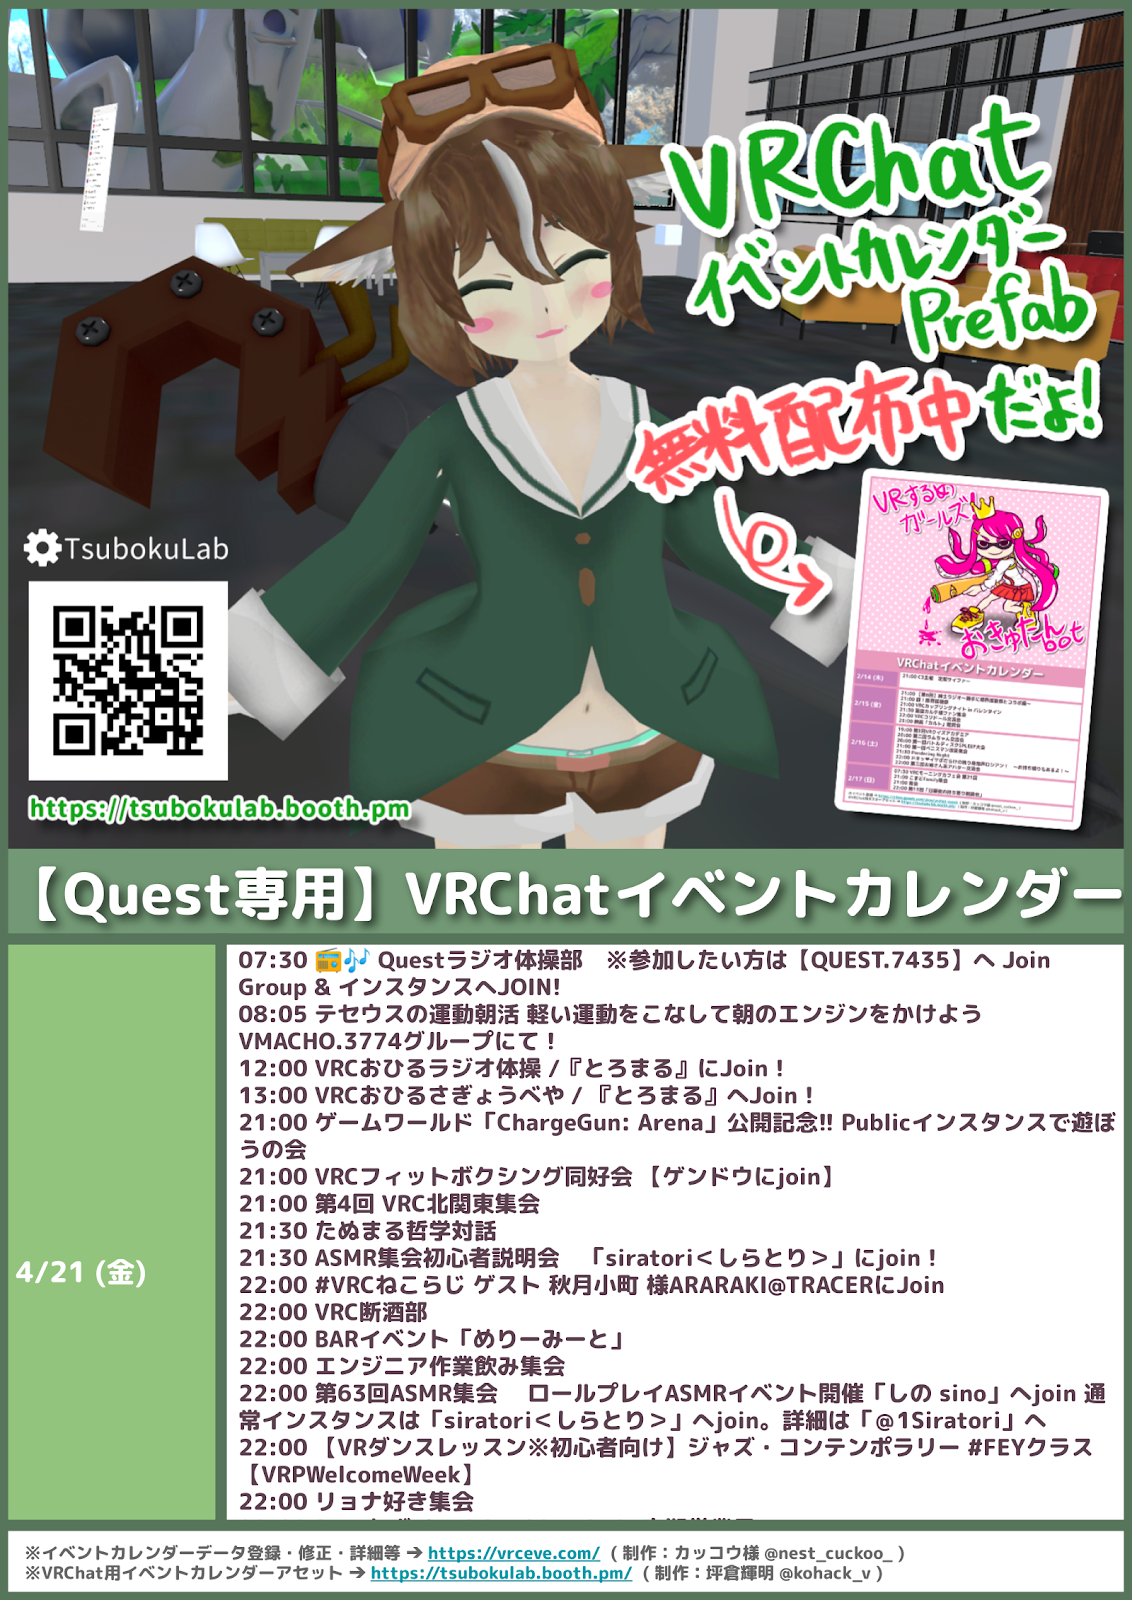 VRChat
イベントカレンダー
Prefab
無料配布中だよ!
VRするめ
ガールズ
おきゅたん
bot
VRChatイベントカレンダー
2/14 (木)
21:00 C3主催　
2/15 (金)
2/16 (土)
2/17 (日)
TsubokuLab
https://tsubokulab.booth.pm
【Quest専用】VRChatイベントカレンダー
4/21 (金)
07:30 📻🎶 Questラジオ体操部　※参加したい方は【QUEST.7435】へ Join
Group & インスタンスへJOIN!
08:05 テセウスの運動朝活 軽い運動をこなして朝のエンジンをかけよう
VMACHO.3774グループにて！
12:00 VRCおひるラジオ体操 /『とろまる』にJoin！
13:00 VRCおひるさぎょうべや / 『とろまる』へJoin！
21:00 ゲームワールド「ChargeGun: Arena」公開記念!! Publicインスタンスで遊ぼ
うの会
21:00 VRCフィットボクシング同好会 【ゲンドウにjoin】
21:00 第4回 VRC北関東集会
21:30 たぬまる哲学対話
21:30 ASMR集会初心者説明会　「siratori＜しらとり＞」にjoin！
22:00 #VRCねこらじ ゲスト 秋月小町 様ARARAKI@TRACERにJoin
22:00 VRC断酒部
22:00 BARイベント「めりーみーと」
22:00 エンジニア作業飲み集会
22:00 第63回ASMR集会　 ロールプレイASMRイベント開催「しの sino」へjoin 通
常インスタンスは「siratori＜しらとり＞」へjoin。詳細は「@1Siratori」へ
22:00 【VRダンスレッスン※初心者向け】ジャズ・コンテンポラリー #FEYクラス
【VRPWelcomeWeek】
22:00 リョナ好き集会
※イベントカレンダーデータ登録・修正・詳細等 ➔ https://vrceve.com/ ( 制作：カッコウ様 @nest_cuckoo_ )
※VRChat用イベントカレンダーアセット ➔ https://tsubokulab.booth.pm/ ( 制作：坪倉輝明 @kohack_v )